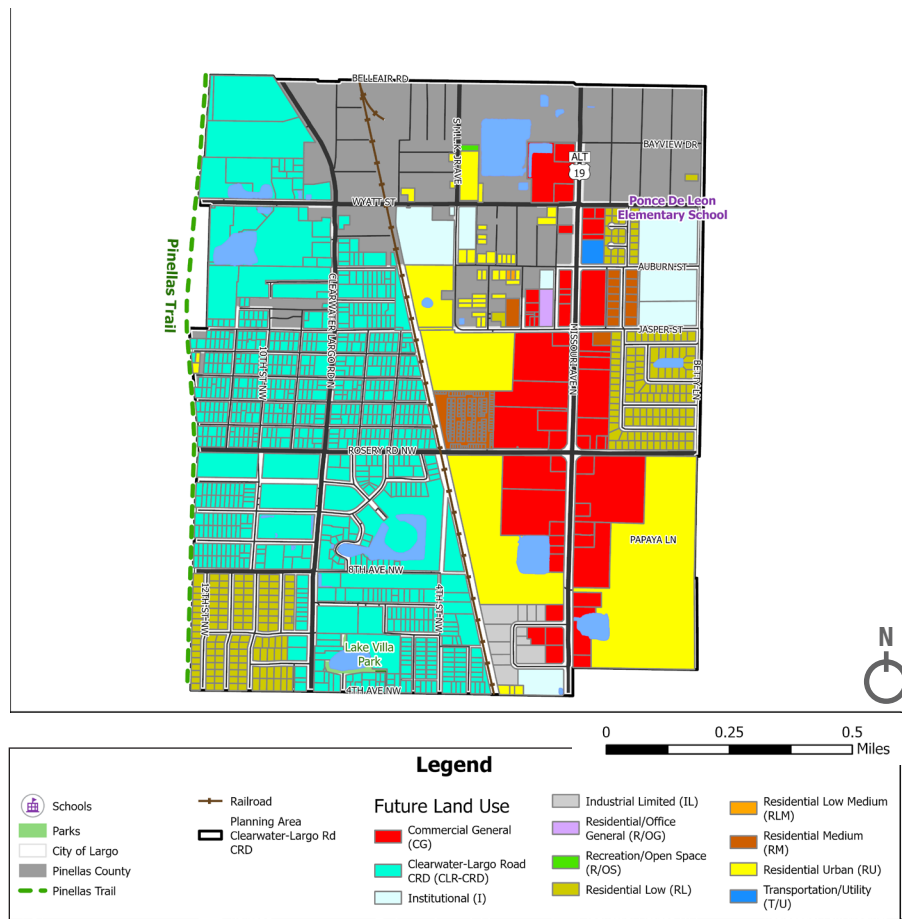 BELLEAIR RD
S M L K JR AVE
BAYVIEW DR
ALT
19
WYATT ST
Ponce De Leon
Elementary School
Pinellas Trail
AUBURN ST
CLEARWATER LARGO RD N
MISSOURI AVE N
JASPER ST
10TH ST NW
BETTY LN
ROSERY RD NW
PAPAYA LN
8TH AVE NW
12TH ST NW
4TH ST NW
Lake Villa
Park
4TH AVE NW
N
0 0.25 0.5
Miles
Legend
Schools
Parks
City of Largo
Pinellas County
Pinellas Trail
Railroad
Planning Area
Clearwater-Largo Rd
CRD
Future Land Use
Commercial General
(CG)
Clearwater-Largo Road
CRD (CLR-CRD)
Institutional (I)
Industrial Limited (IL)
Residential/Office
General (R/OG)
Recreation/Open Space
(R/OS)
Residential Low (RL)
Residential Low Medium
(RLM)
Residential Medium
(RM)
Residential Urban (RU)
Transportation/Utility
(T/U)